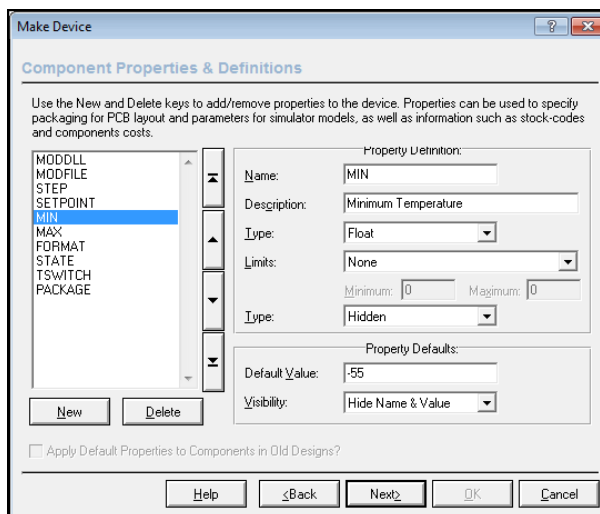 Make Device
?
Component Properties & Definitions
Use the New and Delete keys to add/remove properties to the device. Properties can be used to specify
packaging for PCB layout and parameters for simulator models, as well as information such as stock-codes
and components costs.
MODDLL
MODFILE
STEP
SETPOINT
MIN
MAX
FORMAT
STATE
TSWITCH
PACKAGE
New
Delete
Property Definition:
Name: MIN
Description: Minimum Temperature
Type: Float
Limits: None
Minimum: 0 Maximum: 0
Type: Hidden
Property Defaults:
Default Value: -55
Visibility: Hide Name & Value
Apply Default Properties to Components in Old Designs?
Help <Back Next> OK Cancel